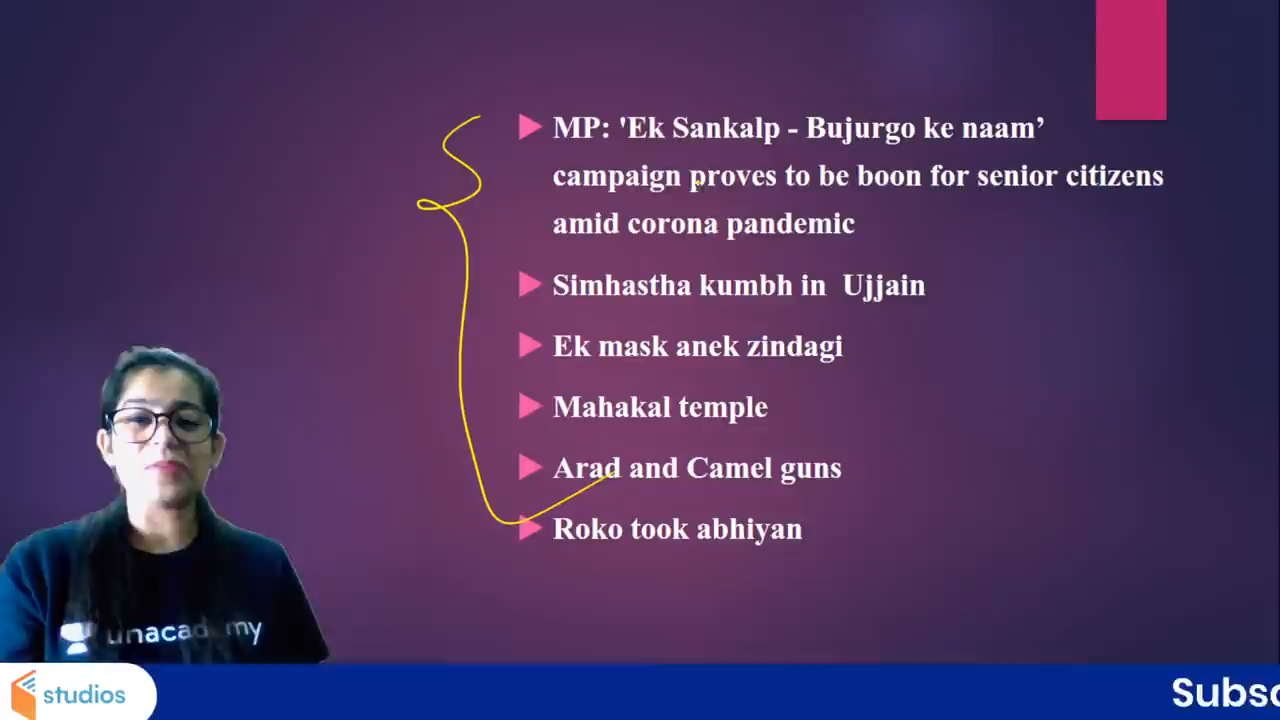 MP: 'Ek Sankalp - Bujurgo ke naam’
campaign proves to be boon for senior citizens
amid corona pandemic
Simhastha kumbh in Ujjain
Ek mask anek zindagi
Mahakal temple
Arad and Camel guns
Roko took abhiyan
unacademy
studios
Subsc